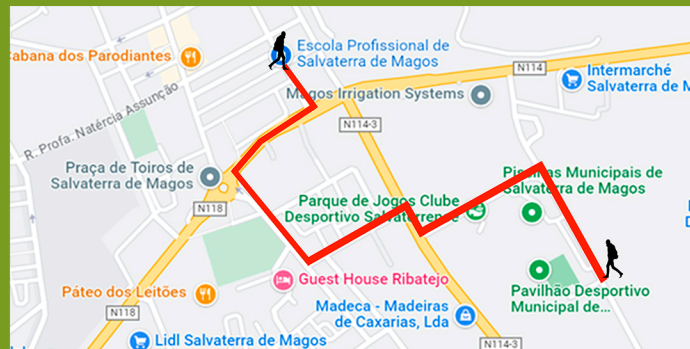 Cabana dos Parodiantes
Escola Profissional de
Salvaterra de Magos
N114
Intermarché
Salvaterra de M
Magos Irrigation Systems
R. Profa. Natércia Assunção
N114-3
Praça de Toiros de
Salvaterra de Magos
Piscinas Municipais de
Salvaterra de Magos
N118
Parque de Jogos Clube
Desportivo Salvaterrense
Guest House Ribatejo
Páteo dos Leitões
Pavilhão Desportivo
Municipal de...
N118
Madeca - Madeiras
de Caxarias, Lda
Lidl Salvaterra de Magos
N114-3